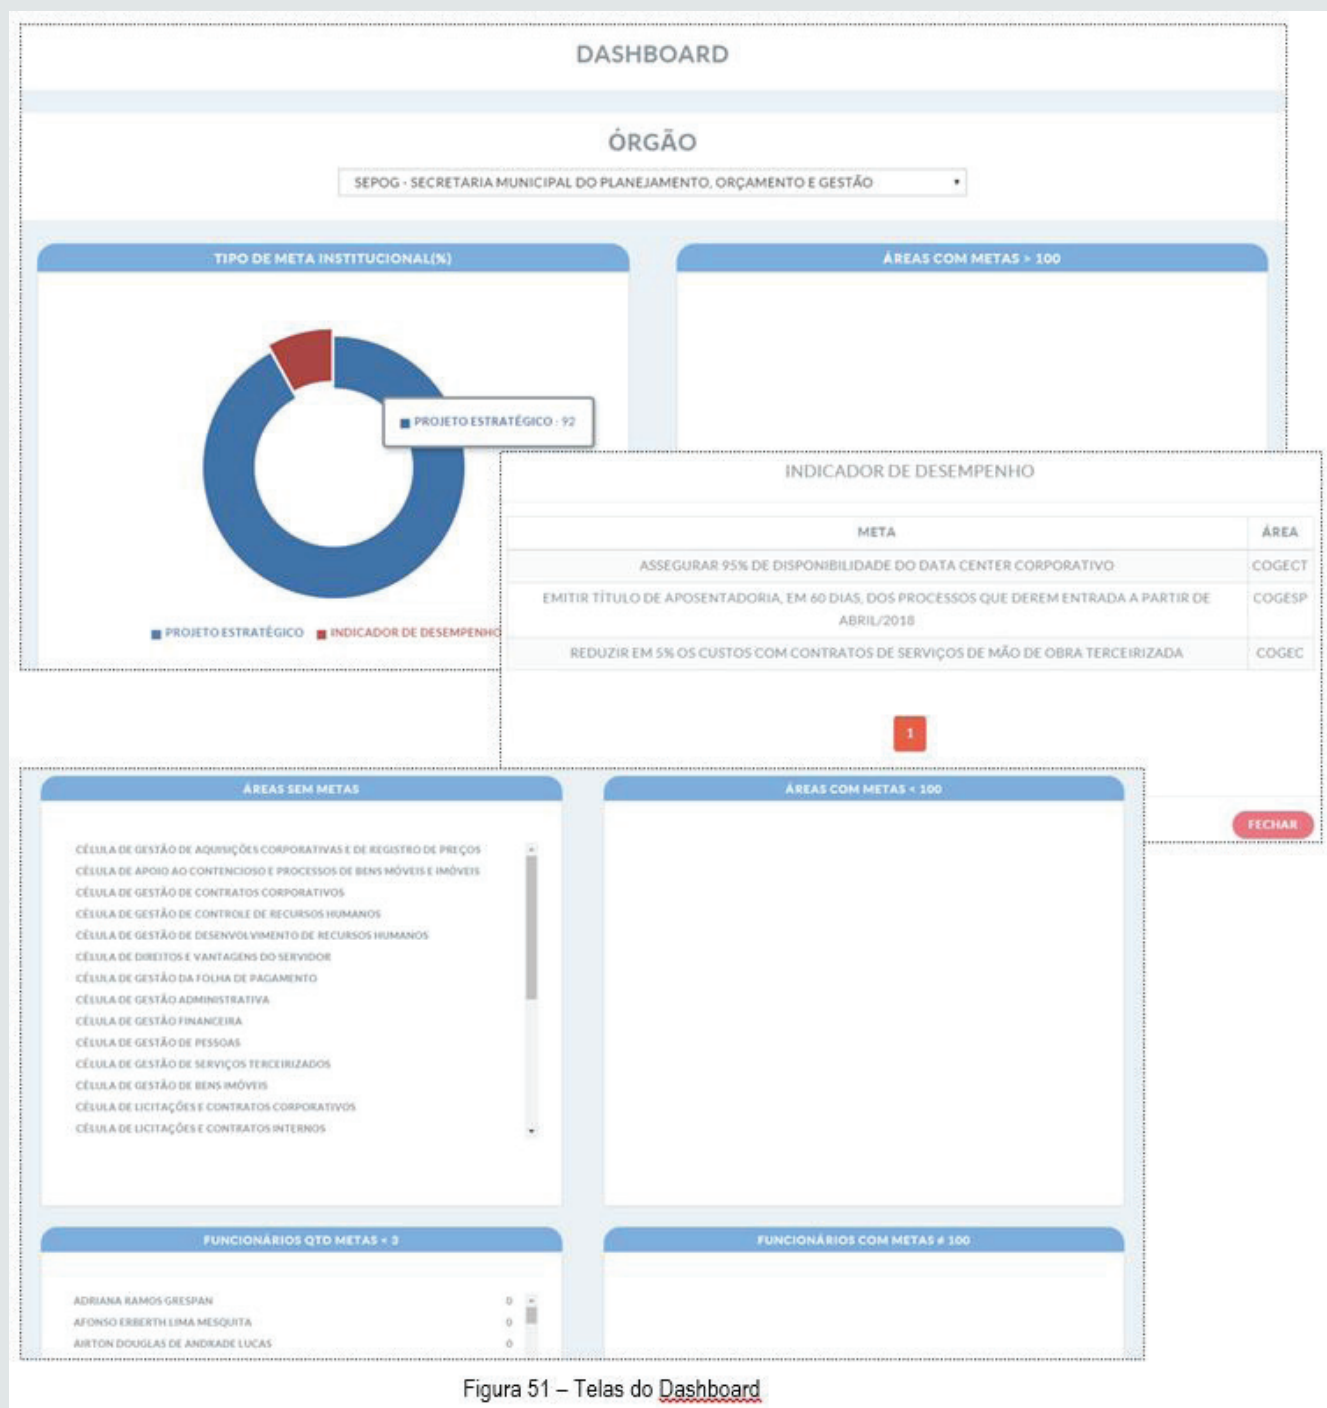 DASHBOARD
ÓRGÃO
SEPOG - SECRETARIA MUNICIPAL DO PLANEJAMENTO, ORÇAMENTO E GESTÃO
TIPO DE META INSTITUCIONAL(%)
ÁREAS COM METAS > 100
PROJETO ESTRATÉGICO : 92
PROJETO ESTRATÉGICO
INDICADOR DE DESEMPENHO
INDICADOR DE DESEMPENHO
META ÁREA
ASSEGURAR 95% DE DISPONIBILIDADE DO DATA CENTER CORPORATIVO COGECT
EMITIR TÍTULO DE APOSENTADORIA, EM 60 DIAS, DOS PROCESSOS QUE DEREM ENTRADA A PARTIR DE COGESP
ABRIL/2018
REDUZIR EM 5% OS CUSTOS COM CONTRATOS DE SERVIÇOS DE MÃO DE OBRA TERCEIRIZADA COGEC
1
FECHAR
ÁREAS SEM METAS
CÉLULA DE GESTÃO DE AQUISIÇÕES CORPORATIVAS E DE REGISTRO DE PREÇOS
CÉLULA DE APOIO AO CONTENCIOSO E PROCESSOS DE BENS MÓVEIS E IMÓVEIS
CÉLULA DE GESTÃO DE CONTRATOS CORPORATIVOS
CÉLULA DE GESTÃO DE CONTROLE DE RECURSOS HUMANOS
CÉLULA DE GESTÃO DE DESENVOLVIMENTO DE RECURSOS HUMANOS
CÉLULA DE DIREITOS E VANTAGENS DO SERVIDOR
CÉLULA DE GESTÃO DA FOLHA DE PAGAMENTO
CÉLULA DE GESTÃO ADMINISTRATIVA
CÉLULA DE GESTÃO FINANCEIRA
CÉLULA DE GESTÃO DE PESSOAS
CÉLULA DE GESTÃO DE SERVIÇOS TERCEIRIZADOS
CÉLULA DE GESTÃO DE BENS IMÓVEIS
CÉLULA DE LICITAÇÕES E CONTRATOS CORPORATIVOS
CÉLULA DE LICITAÇÕES E CONTRATOS INTERNOS
ÁREAS COM METAS < 100
FUNCIONÁRIOS QTD METAS < 3
ADRIANA RAMOS GRESPAN 0
AFONSO ERBERTH LIMA MESQUITA 0
AIRTON DOUGLAS DE ANDRADE LUCAS 0
FUNCIONÁRIOS COM METAS ≠ 100
Figura 51 – Telas do Dashboard